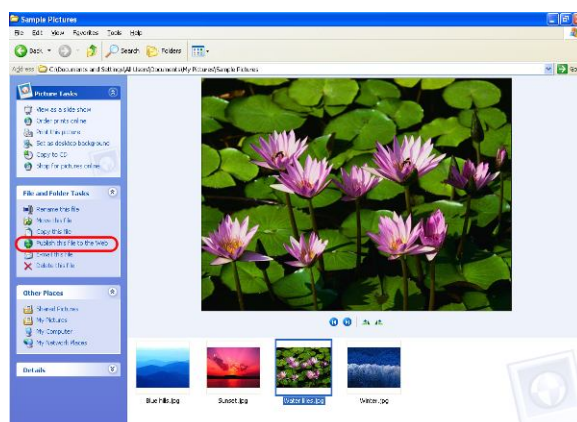 Sample Pictures
File Edit View Favorites Tools Help
Back Search Folders
Address C:\Documents and Settings\All Users\Documents\My Pictures\Sample Pictures Go
Picture Tasks
View as a slide show
Order prints online
Print this picture
Set as desktop background
Copy to CD
Shop for pictures online
File and Folder Tasks
Rename this file
Move this file
Copy this file
Publish this file to the Web
E-mail this file
Delete this file
Other Places
Shared Pictures
My Pictures
My Computer
My Network Places
Details
Blue hills.jpg Sunset.jpg Water lilies.jpg Winter.jpg